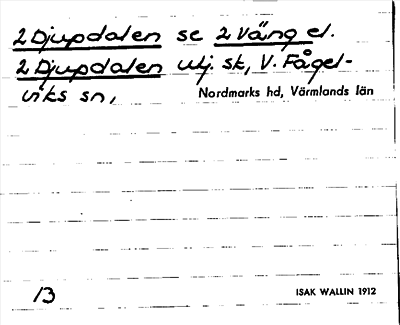 2 Djupdalen se 2 Väng el.
2 Djupdalen utj. sk, V. Fågel-
viks sn, Nordmarks hd, Värmlands län
13 ISAK WALLIN 1912